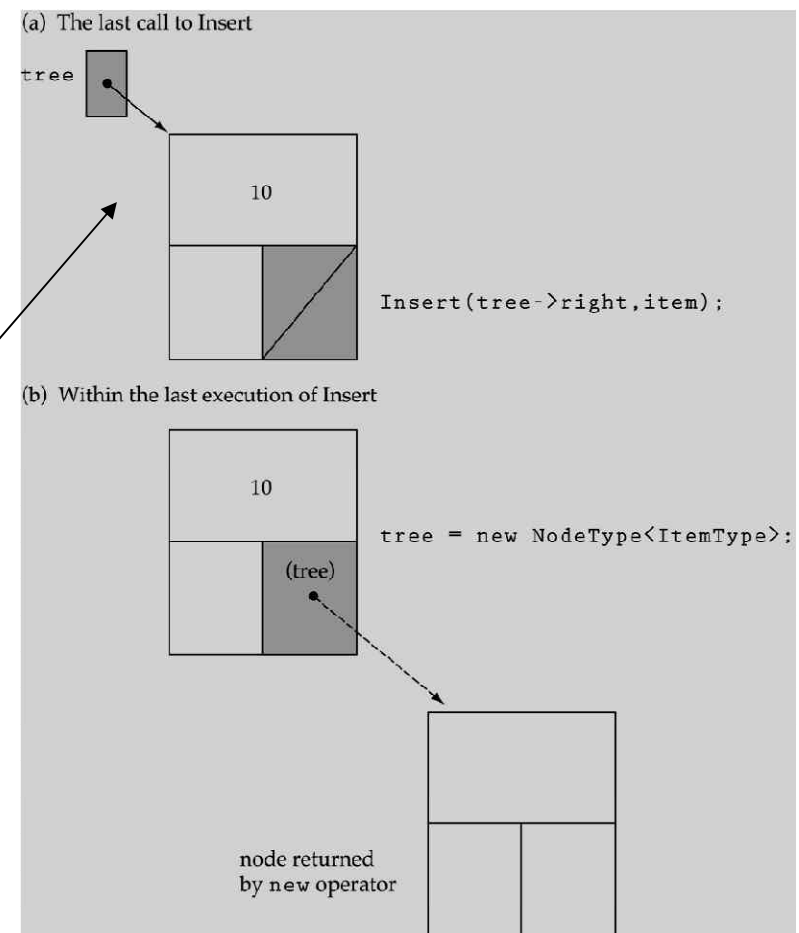 (a) The last call to Insert
tree
10
Insert(tree->right,item);
(b) Within the last execution of Insert
10
tree = new NodeType<ItemType>:
(tree)
node returned
by new operator